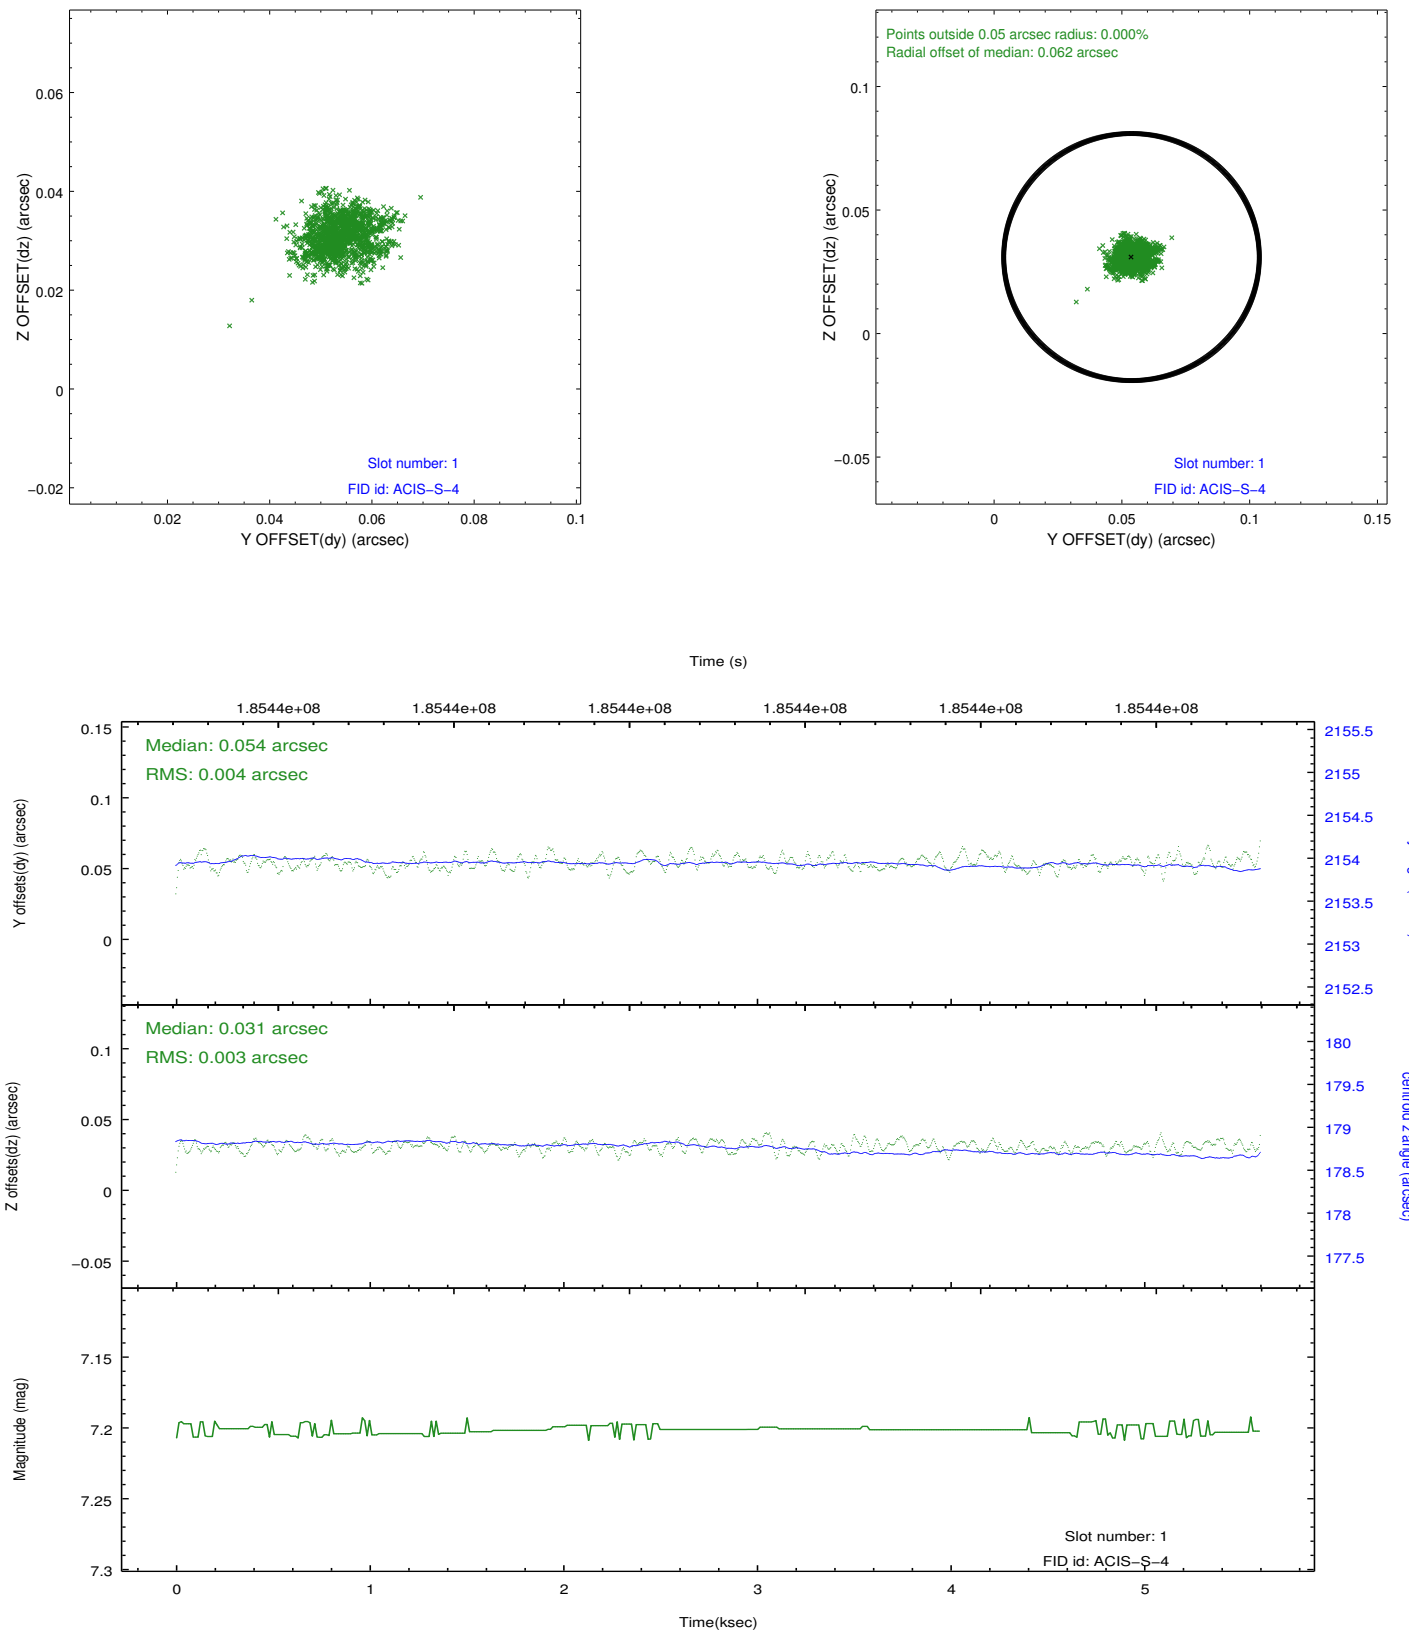 0.06
0.04
0.02
0
−0.02
Z OFFSET(dz) (arcsec)
Slot number: 1
FID id: ACIS−S−4
0.02
0.04
0.06
0.08
0.1
Y OFFSET(dy) (arcsec)
Points outside 0.05 arcsec radius: 0.000%
Radial offset of median: 0.062 arcsec
0.1
0.05
0
−0.05
Z OFFSET(dz) (arcsec)
Slot number: 1
FID id: ACIS−S−4
0
0.05
0.1
0.15
Y OFFSET(dy) (arcsec)
Time (s)
1.8544e+08
1.8544e+08
1.8544e+08
1.8544e+08
1.8544e+08
1.8544e+08
Median: 0.054 arcsec
RMS: 0.004 arcsec
0.15
0.1
0.05
0
Y offsets(dy) (arcsec)
2155.5
2155
2154.5
2154
2153.5
2153
2152.5
Median: 0.031 arcsec
RMS: 0.003 arcsec
0.1
0.05
0
−0.05
Z offsets(dz) (arcsec)
180
179.5
179
178.5
178
177.5
centroid z angle (arcsec)
7.15
7.2
7.25
7.3
Magnitude (mag)
Slot number: 1
FID id: ACIS−S−4
0
1
2
3
4
5
Time(ksec)